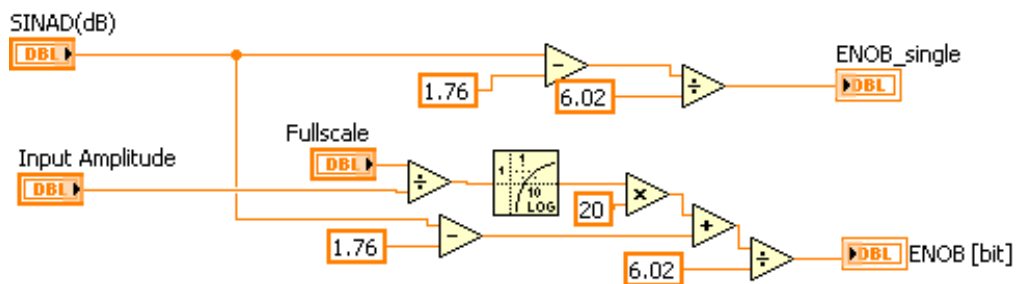 SINAD(dB)
DBL
ENOB_single
DBL
1.76
6.02
Fullscale
DBL
Input Amplitude
DBL
1 1
10
LOG
20
1.76
6.02
DBL
ENOB [bit]